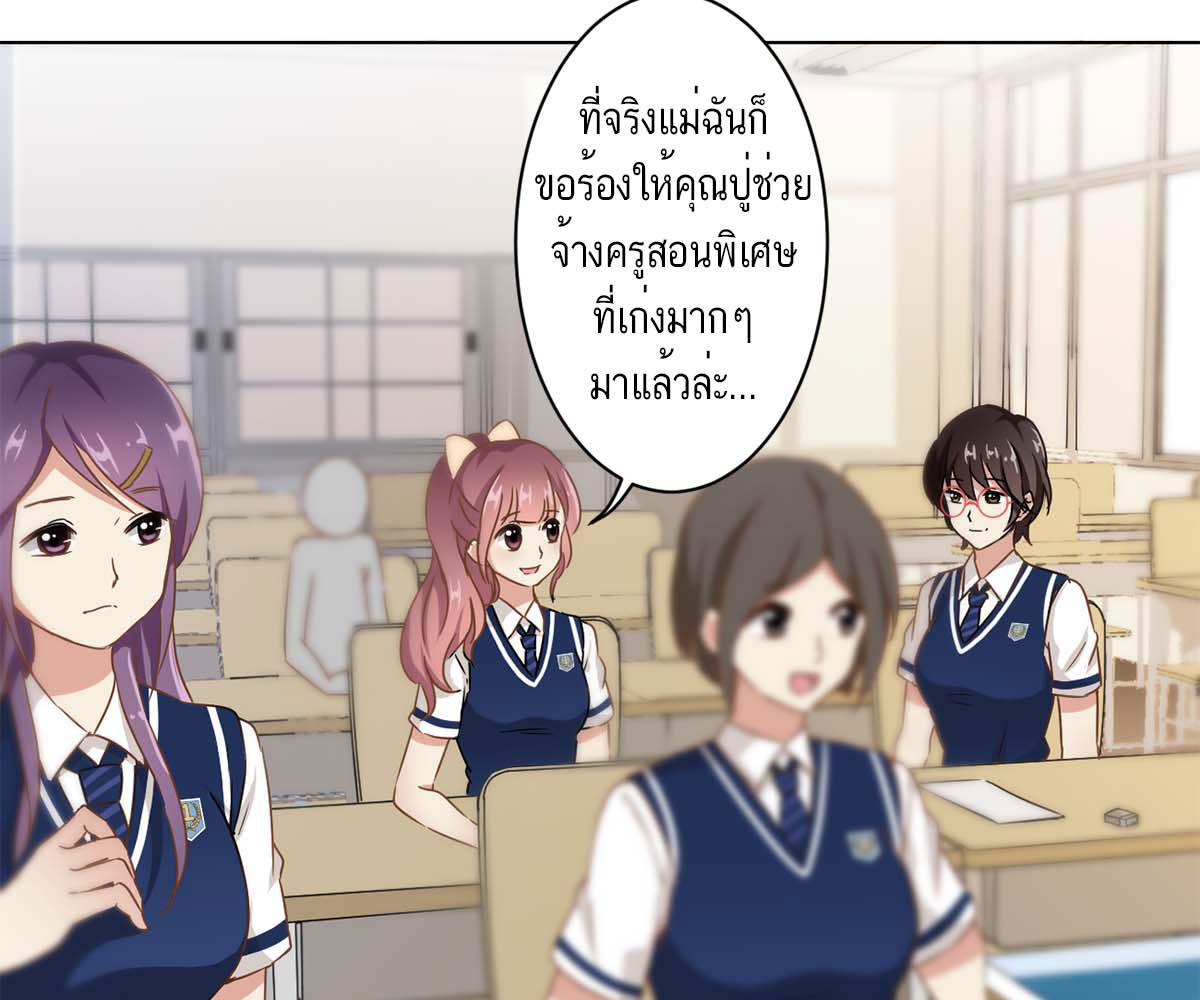 ที่จริงแม่ฉันก็
ขอร้องให้คุณปู่ช่วย
จ้างครูสอนพิเศษ
ที่เก่งมากๆ
มาแล้วล่ะ...